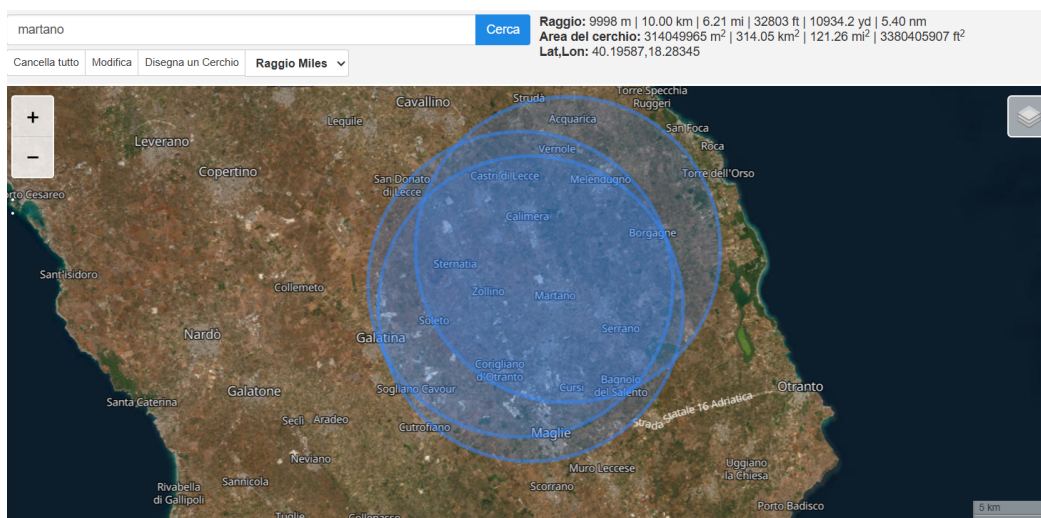 martano
Cerca
Raggio: 9998 m | 10.00 km | 6.21 mi | 32803 ft | 10934.2 yd | 5.40 nm
Area del cerchio: 314049965 m2 | 314.05 km2 | 121.26 mi2 | 3380405907 ft2
Lat,Lon: 40.19587,18.28345
Cancella tutto
Modifica
Disegna un Cerchio
Raggio Miles
+
−
Torre Specchia
Ruggeri
Strudà
Cavallino
Lequile
Acquarica
San Foca
Leverano
Vernole
Roca
Copertino
San Donato
di Lecce
Castri di Lecce
Melendugno
Torre dell'Orso
rto Cesareo
Calimera
Borgagne
Sternatia
Sant'Isidoro
Collemeto
Zollino
Martano
Soleto
Serrano
Nardò
Galatina
Corigliano
d'Otranto
Sogliano Cavour
Cursi
Bagnolo
del Salento
Otranto
Galatone
Santa Caterina
Strada Statale 16 Adriatica
Secli
Aradeo
Cutrofiano
Maglie
Neviano
Muro Leccese
Uggiano
la Chiesa
Rivabella
di Gallipoli
Sannicola
Scorrano
Porto Badisco
5 km
Tuglie